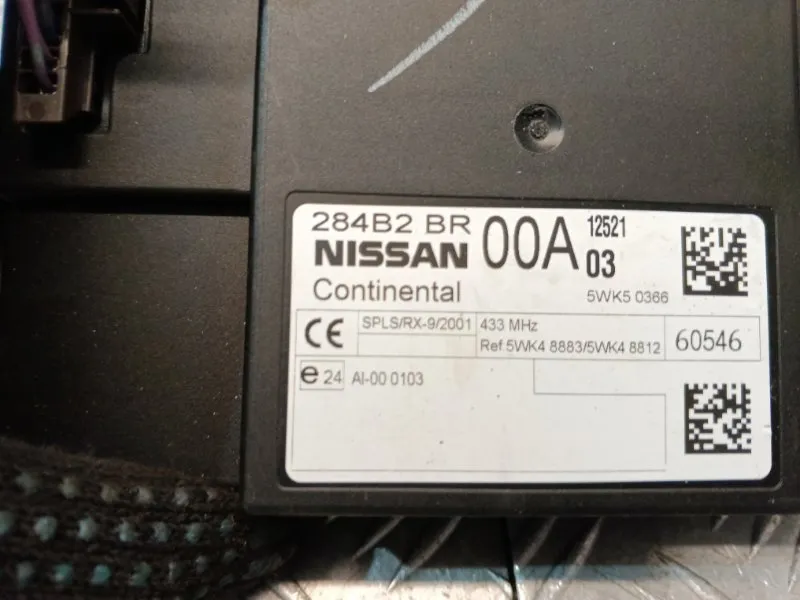 284B2 BR 00A 12521
NISSAN 03
Continental 5WK5 0366
CE SPLS/RX-9/2001 433 MHz
Ref 5WK4 8883/5WK4 8812 60546
e 24 AI-00 0103